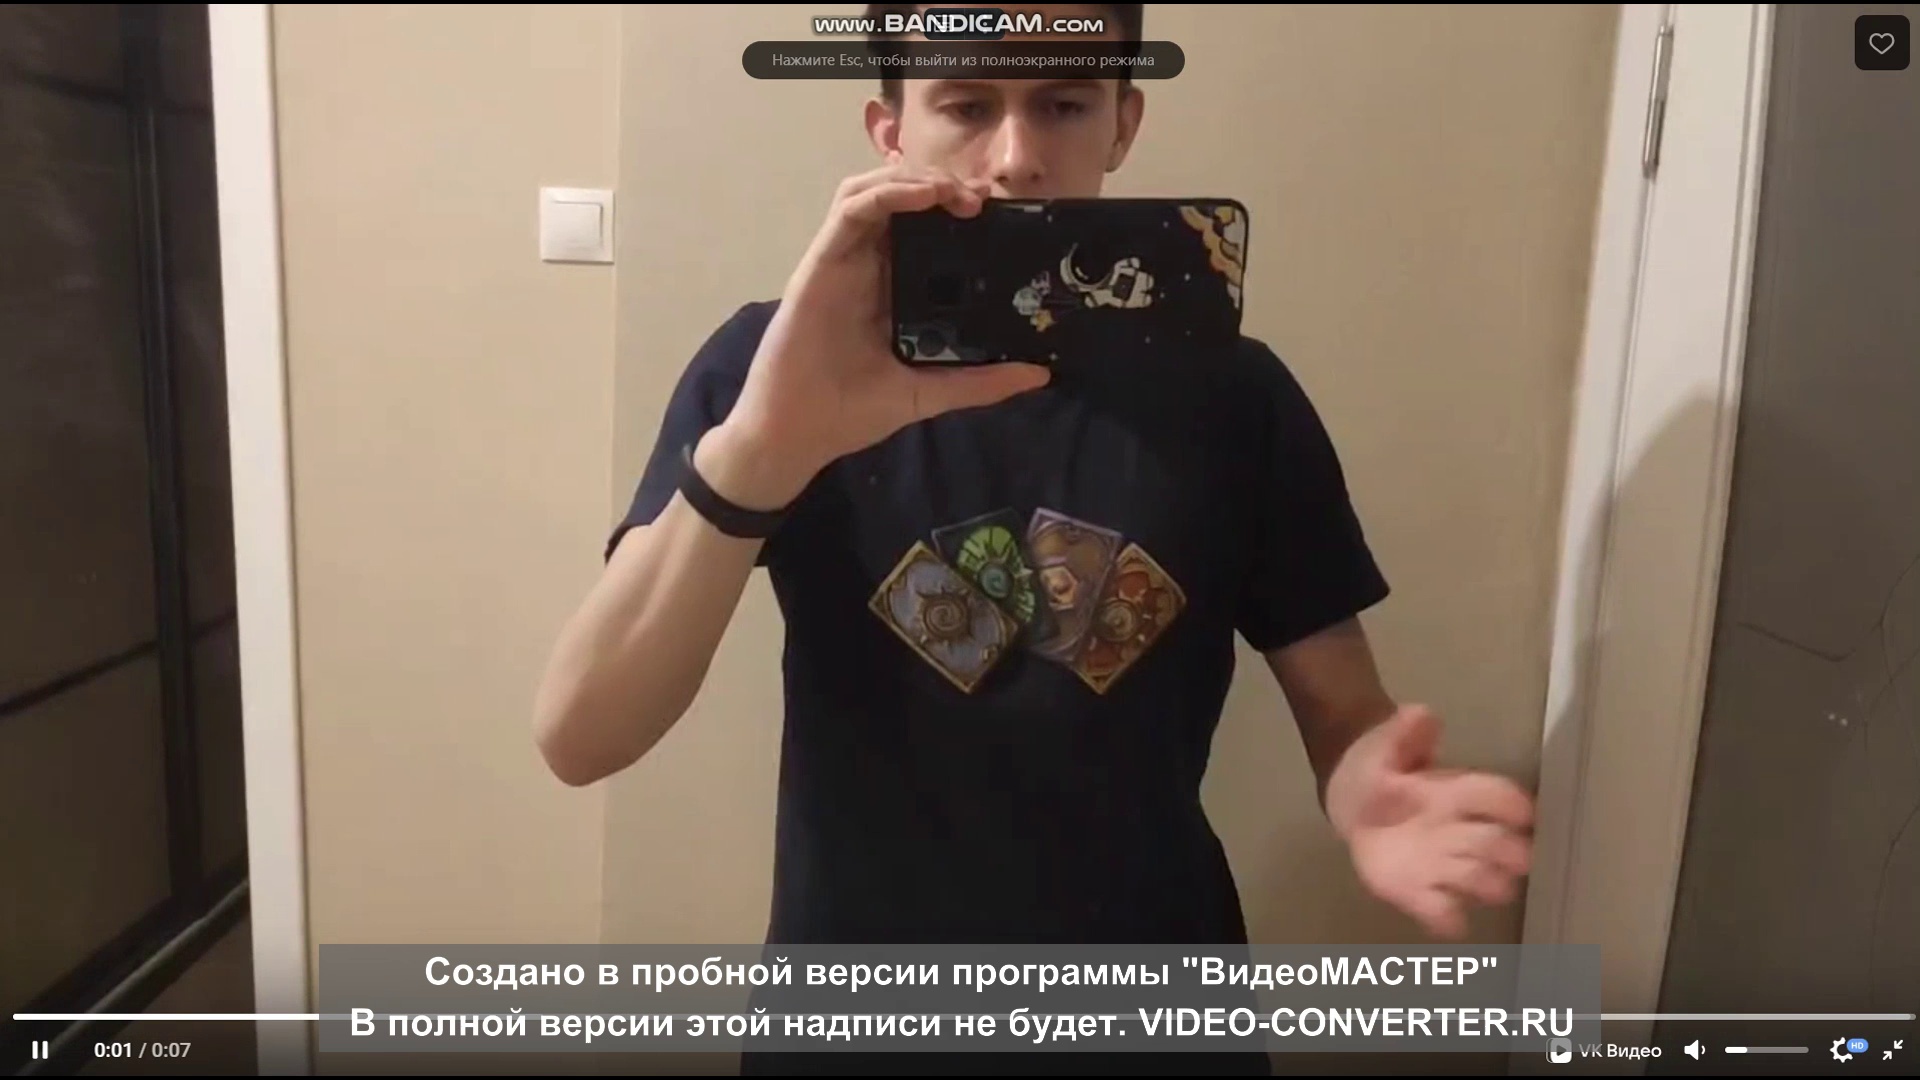 www.BANDICAM.com
Нажмите Esc, чтобы выйти из полноэкранного режима
Создано в пробной версии программы "ВидеоМАСТЕР"
В полной версии этой надписи не будет. VIDEO-CONVERTER.RU
0:01 / 0:07
VK Видео
HD